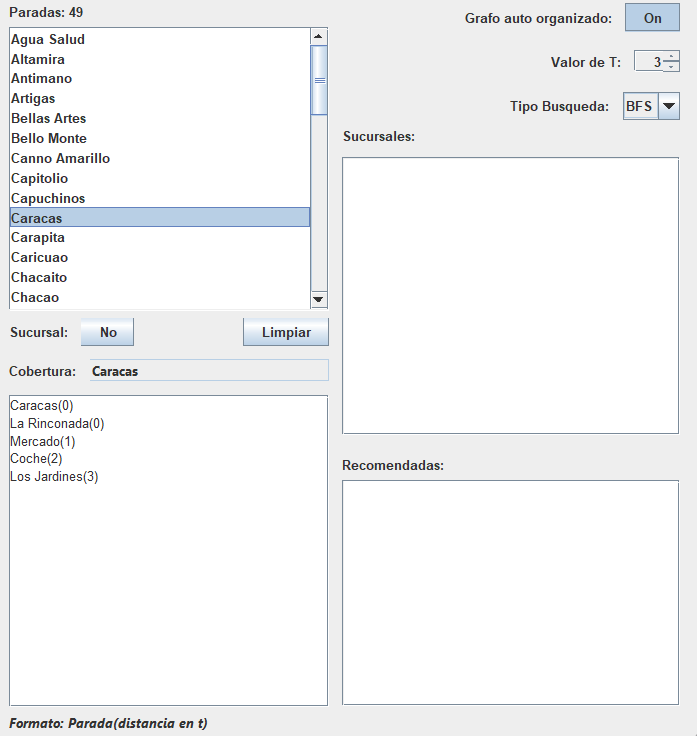 Paradas: 49
Agua Salud
Altamira
Antimano
Artigas
Bellas Artes
Bello Monte
Canno Amarillo
Capitolio
Capuchinos
Caracas
Carapita
Caricuao
Chacaito
Chacao
Sucursal: No Limpiar
Cobertura: Caracas
Caracas(0)
La Rinconada(0)
Mercado(1)
Coche(2)
Los Jardines(3)
Formato: Parada(distancia en t)
Grafo auto organizado: On
Valor de T: 3
Tipo Busqueda: BFS
Sucursales:
Recomendadas: